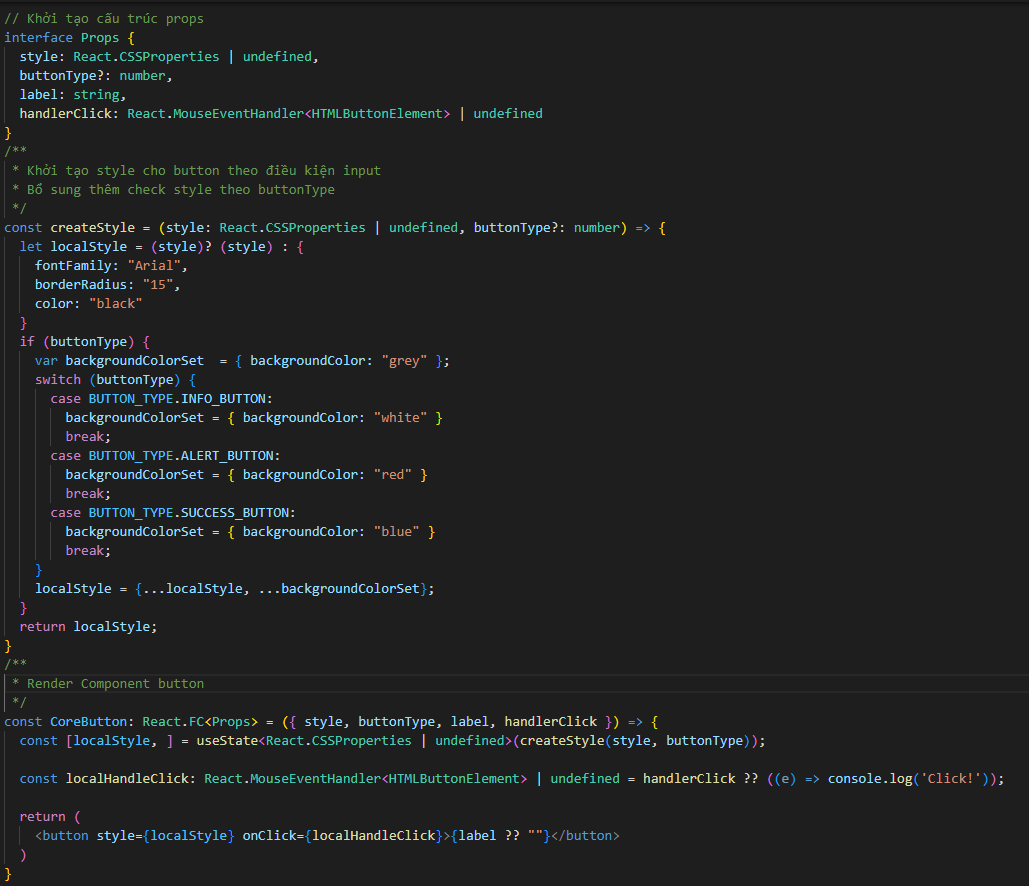 // Khởi tạo cấu trúc props
interface Props {
  style: React.CSSProperties | undefined,
  buttonType?: number,
  label: string,
  handlerClick: React.MouseEventHandler<HTMLButtonElement> | undefined
}
/**
 * Khởi tạo style cho button theo điều kiện input
 * Bổ sung thêm check style theo buttonType
 */
const createStyle = (style: React.CSSProperties | undefined, buttonType?: number) => {
  let localStyle = (style)? (style) : {
    fontFamily: "Arial",
    borderRadius: "15",
    color: "black"
  }
  if (buttonType) {
    var backgroundColorSet  = { backgroundColor: "grey" };
    switch (buttonType) {
      case BUTTON_TYPE.INFO_BUTTON:
        backgroundColorSet = { backgroundColor: "white" }
        break;
      case BUTTON_TYPE.ALERT_BUTTON:
        backgroundColorSet = { backgroundColor: "red" }
        break;
      case BUTTON_TYPE.SUCCESS_BUTTON:
        backgroundColorSet = { backgroundColor: "blue" }
        break;
    }
    localStyle = {...localStyle, ...backgroundColorSet};
  }
  return localStyle;
}
/**
 * Render Component button
 */
const CoreButton: React.FC<Props> = ({ style, buttonType, label, handlerClick }) => {
  const [localStyle, ] = useState<React.CSSProperties | undefined>(createStyle(style, buttonType));

  const localHandleClick: React.MouseEventHandler<HTMLButtonElement> | undefined = handlerClick ?? ((e) => console.log('Click!'));

  return (
    <button style={localStyle} onClick={localHandleClick}>{label ?? ""}</button>
  )
}